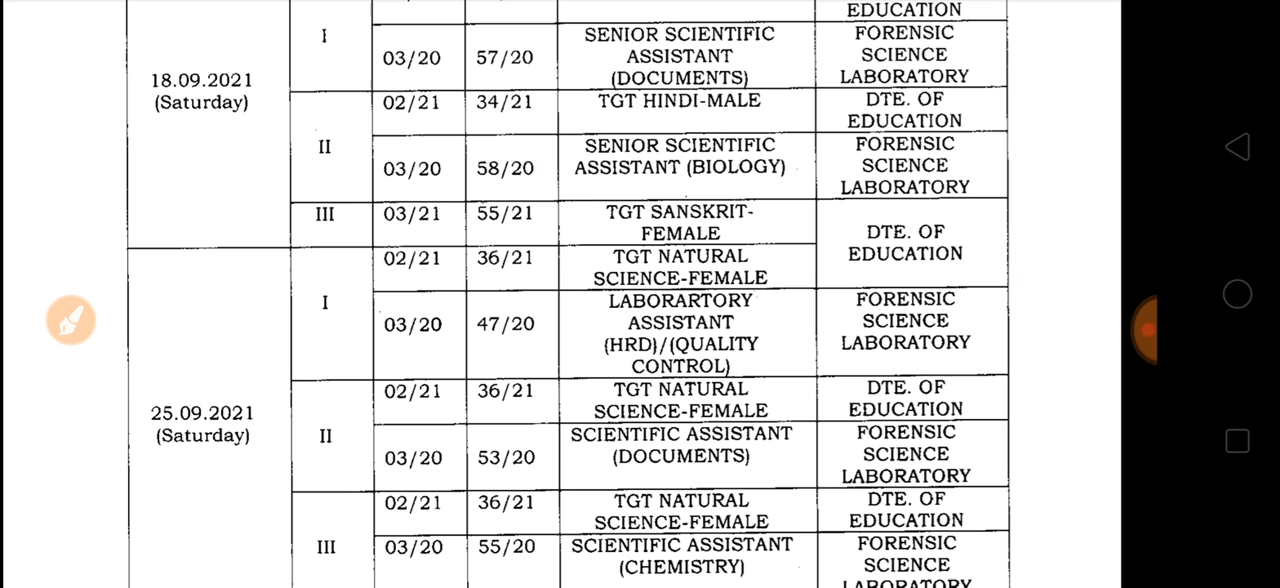 EDUCATION
18.09.2021
(Saturday)
I
03/20
57/20
SENIOR SCIENTIFIC
ASSISTANT
(DOCUMENTS)
FORENSIC
SCIENCE
LABORATORY
II
02/21
34/21
TGT HINDI-MALE
DTE. OF
EDUCATION
03/20
58/20
SENIOR SCIENTIFIC
ASSISTANT (BIOLOGY)
FORENSIC
SCIENCE
LABORATORY
III
03/21
55/21
TGT SANSKRIT-
FEMALE
DTE. OF
EDUCATION
25.09.2021
(Saturday)
I
02/21
36/21
TGT NATURAL
SCIENCE-FEMALE
03/20
47/20
LABORARTORY
ASSISTANT
(HRD)/(QUALITY
CONTROL)
FORENSIC
SCIENCE
LABORATORY
II
02/21
36/21
TGT NATURAL
SCIENCE-FEMALE
DTE. OF
EDUCATION
03/20
53/20
SCIENTIFIC ASSISTANT
(DOCUMENTS)
FORENSIC
SCIENCE
LABORATORY
III
02/21
36/21
TGT NATURAL
SCIENCE-FEMALE
DTE. OF
EDUCATION
03/20
55/20
SCIENTIFIC ASSISTANT
(CHEMISTRY)
FORENSIC
SCIENCE
LABORATORY